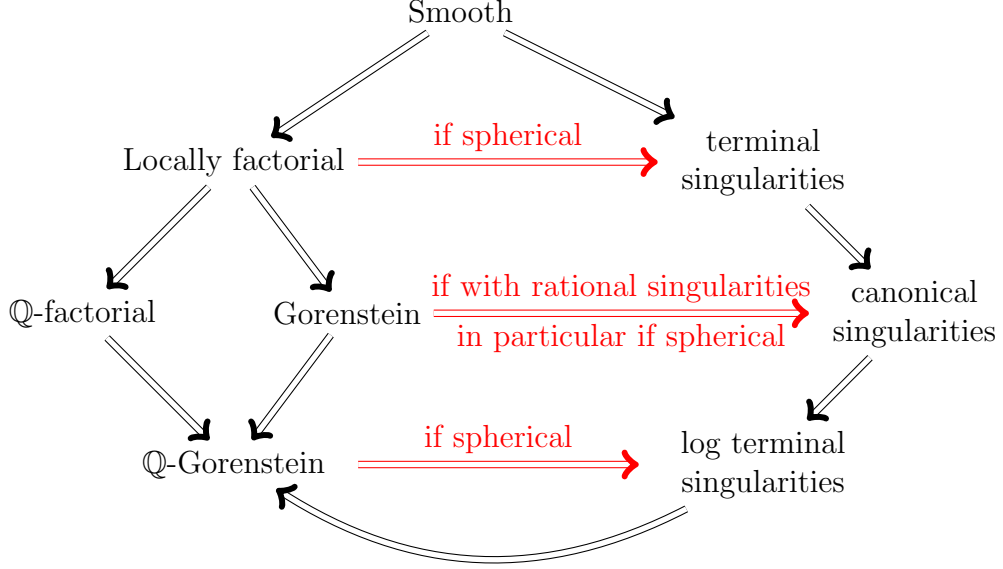 Smooth
if spherical
Locally factorial
terminal
singularities
if with rational singularities
ℚ-factorial
Gorenstein
in particular if spherical
canonical
singularities
if spherical
ℚ-Gorenstein
log terminal
singularities